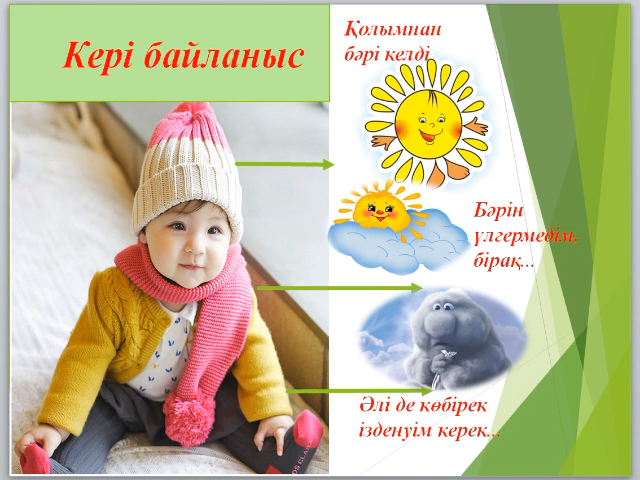 Кері байланыс
Қолымнан
бәрі келді
Бәрін
үлгермедім,
бірақ...
Әлі де көбірек
ізденуім керек...